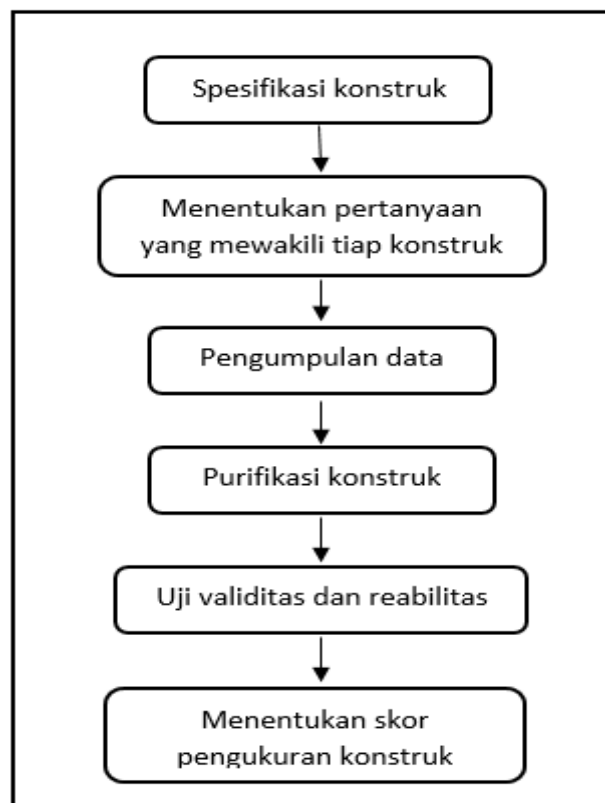 Spesifikasi konstruk
Menentukan pertanyaan
yang mewakili tiap konstruk
Pengumpulan data
Purifikasi konstruk
Uji validitas dan reabilitas
Menentukan skor
pengukuran konstruk